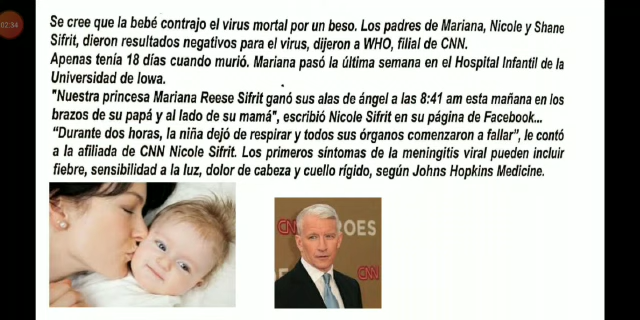 02:34
Se cree que la bebé contrajo el virus mortal por un beso. Los padres de Mariana, Nicole y Shane
Sifrit, dieron resultados negativos para el virus, dijeron a WHO, filial de CNN.
Apenas tenía 18 días cuando murió. Mariana pasó la última semana en el Hospital Infantil de la
Universidad de Iowa.
"Nuestra princesa Mariana Reese Sifrit ganó sus alas de ángel a las 8:41 am esta mañana en los
brazos de su papá y al lado de su mamá", escribió Nicole Sifrit en su página de Facebook...
“Durante dos horas, la niña dejó de respirar y todos sus órganos comenzaron a fallar”, le contó
a la afiliada de CNN Nicole Sifrit. Los primeros síntomas de la meningitis viral pueden incluir
fiebre, sensibilidad a la luz, dolor de cabeza y cuello rígido, según Johns Hopkins Medicine.
CNN
ROES
CNN